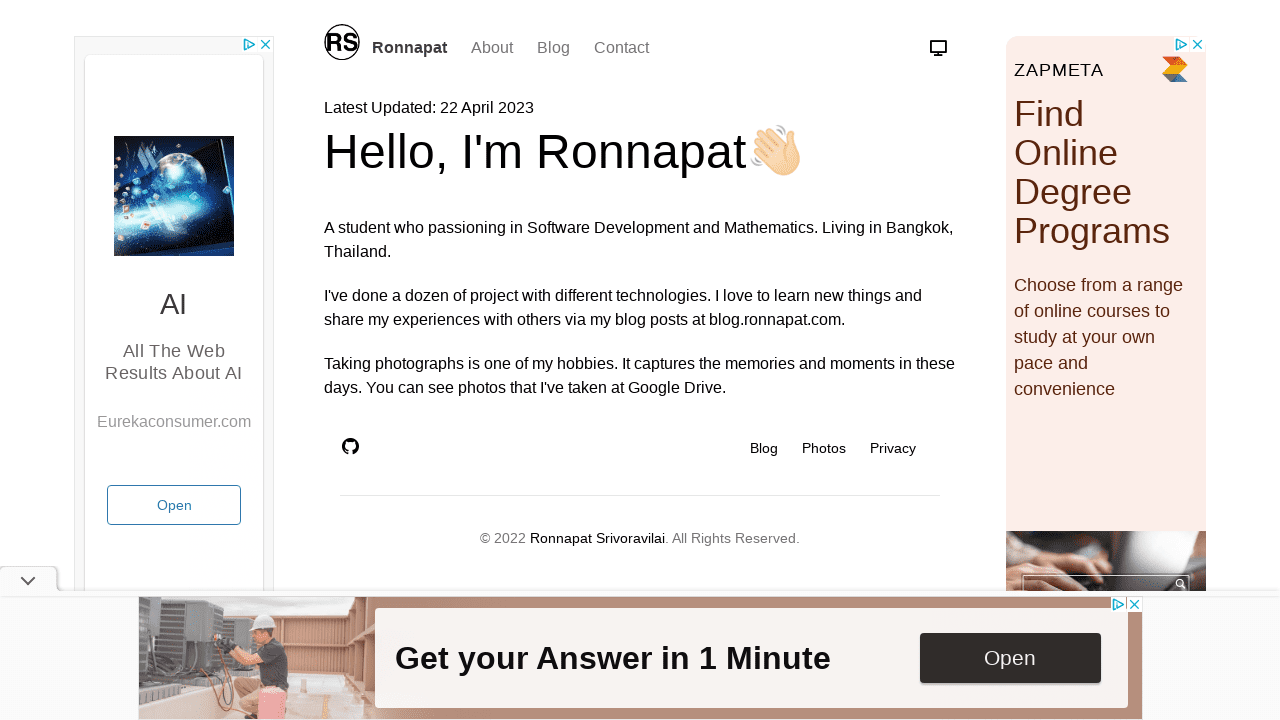 RS
Ronnapat
About
Blog
Contact
Latest Updated: 22 April 2023
Hello, I'm Ronnapat👋🏼
A student who passioning in Software Development and Mathematics. Living in Bangkok,
Thailand.
I've done a dozen of project with different technologies. I love to learn new things and
share my experiences with others via my blog posts at blog.ronnapat.com.
Taking photographs is one of my hobbies. It captures the memories and moments in these
days. You can see photos that I've taken at Google Drive.
Blog
Photos
Privacy
© 2022 Ronnapat Srivoravilai. All Rights Reserved.
AI
All The Web
Results About AI
Eurekaconsumer.com
Open
ZAPMETA
Find
Online
Degree
Programs
Choose from a range
of online courses to
study at your own
pace and
convenience
Get your Answer in 1 Minute
Open